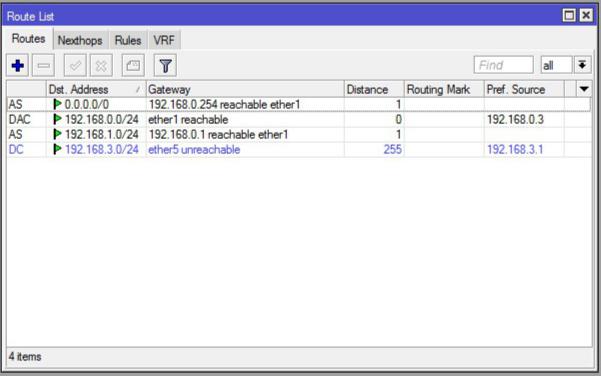 Route List
Routes Nexthops Rules VRF
Find all
Dst. Address / Gateway Distance Routing Mark Pref. Source
AS 0.0.0.0/0 192.168.0.254 reachable ether1 1
DAC 192.168.0.0/24 ether1 reachable 0 192.168.0.3
AS 192.168.1.0/24 192.168.0.1 reachable ether1 1
DC 192.168.3.0/24 ether5 unreachable 255 192.168.3.1
4 items